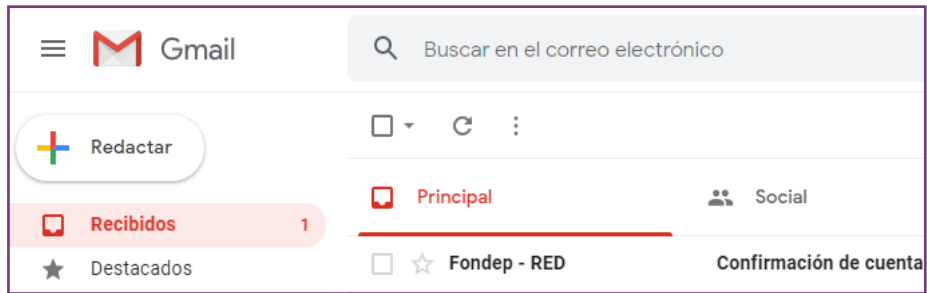 Gmail
Buscar en el correo electrónico
Redactar
Principal
Social
Recibidos 1
Destacados
Fondep - RED Confirmación de cuenta